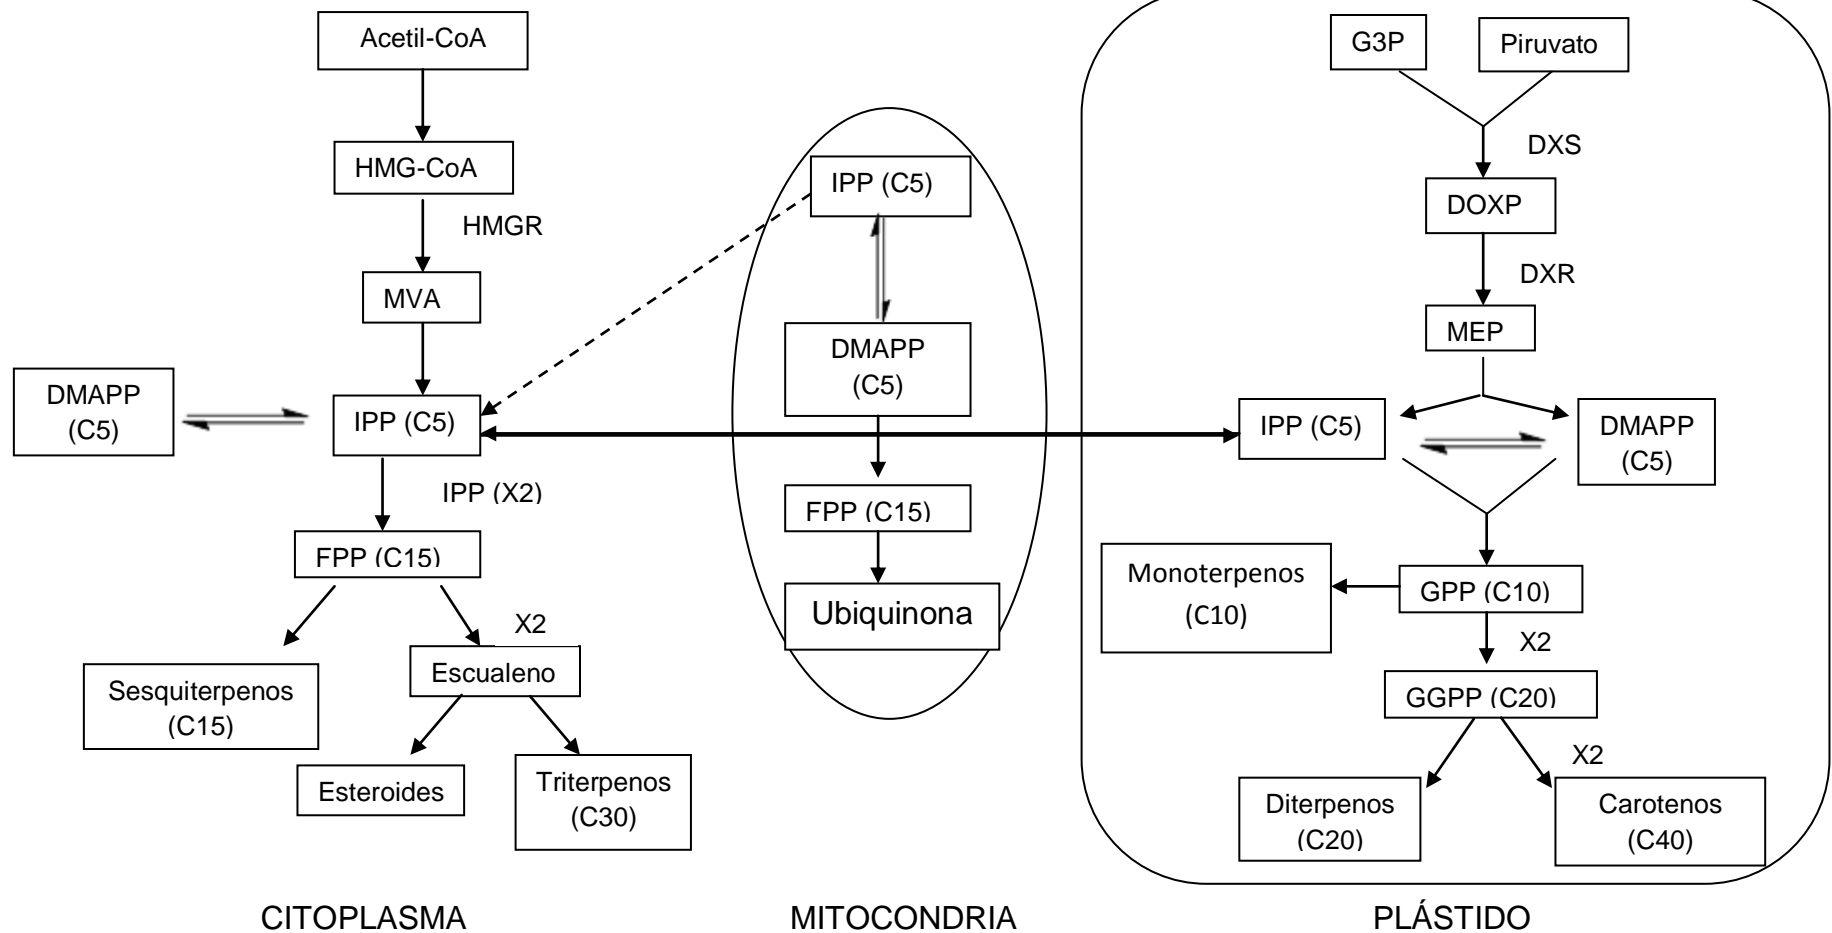 Acetil-CoA
HMG-CoA
HMGR
MVA
DMAPP
(C5)
IPP (C5)
IPP (X2)
FPP (C15)
X2
Sesquiterpenos
(C15)
Escualeno
Esteroides
Triterpenos
(C30)
CITOPLASMA
IPP (C5)
DMAPP
(C5)
FPP (C15)
Ubiquinona
MITOCONDRIA
G3P
Piruvato
DXS
DOXP
DXR
MEP
IPP (C5)
DMAPP
(C5)
Monoterpenos
(C10)
GPP (C10)
X2
GGPP (C20)
X2
Diterpenos
(C20)
Carotenos
(C40)
PLÁSTIDO